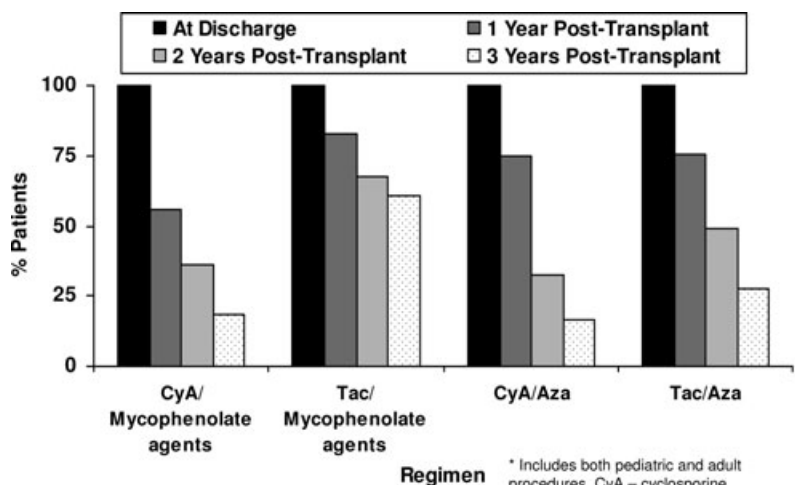 At Discharge
1 Year Post-Transplant
2 Years Post-Transplant
3 Years Post-Transplant
100
75
50
25
0
% Patients
CyA/
Mycophenolate
agents
Tac/
Mycophenolate
agents
CyA/Aza
Tac/Aza
Regimen
* Includes both pediatric and adult
procedures. CyA – cyclosporine